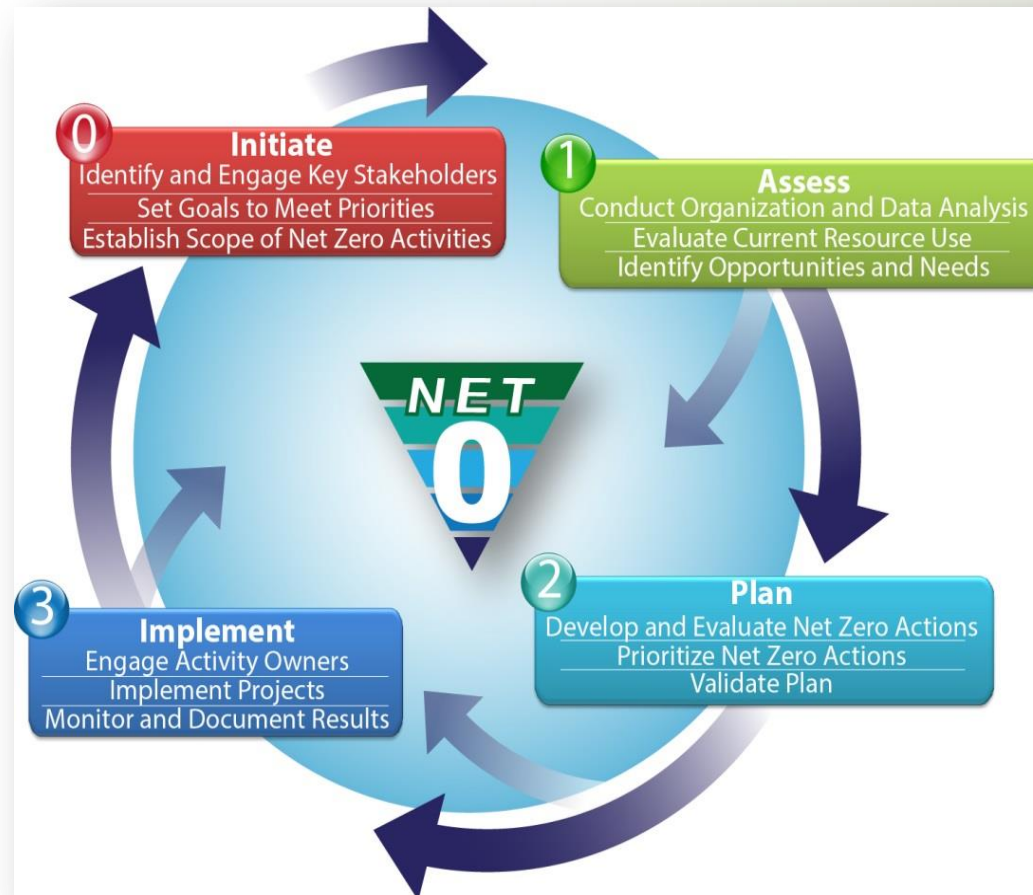 0
Initiate
Identify and Engage Key Stakeholders
Set Goals to Meet Priorities
Establish Scope of Net Zero Activities
1
Assess
Conduct Organization and Data Analysis
Evaluate Current Resource Use
Identify Opportunities and Needs
NET
0
2
Plan
Develop and Evaluate Net Zero Actions
Prioritize Net Zero Actions
Validate Plan
3
Implement
Engage Activity Owners
Implement Projects
Monitor and Document Results